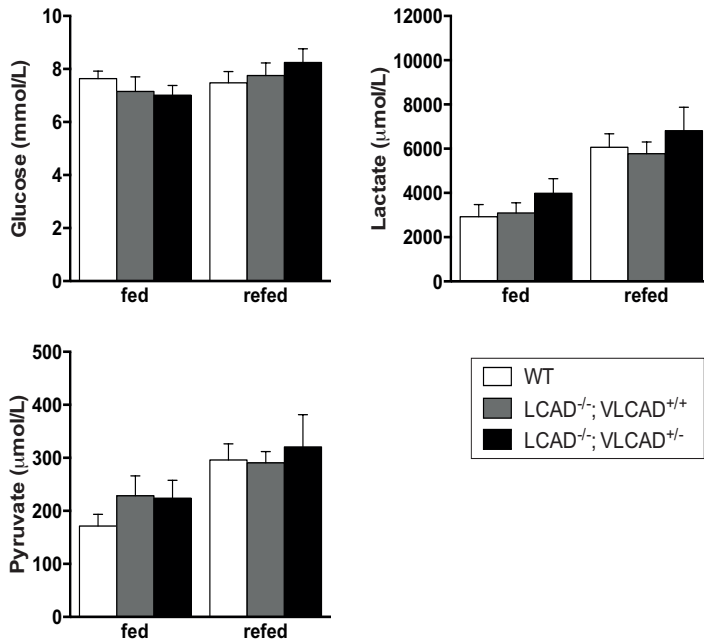 Glucose (mmol/L)
10
8
6
4
2
0
fed refed
Lactate (μmol/L)
12000
10000
8000
6000
4000
2000
0
fed refed
Pyruvate (μmol/L)
500
400
300
200
100
0
fed refed
WT
LCAD-/-; VLCAD+/+
LCAD-/-; VLCAD+/-